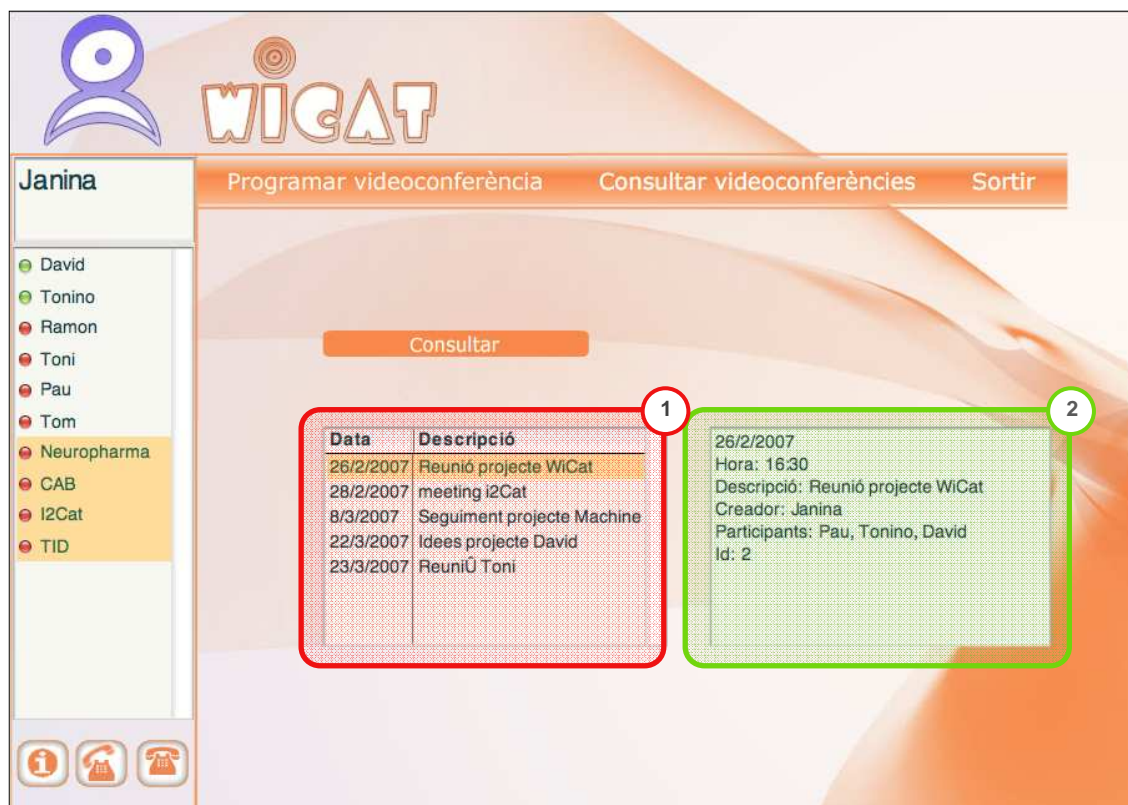 WICAT
Janina
Programar videoconferència Consultar videoconferències Sortir
David
Tonino
Ramon
Toni
Pau
Tom
Neuropharma
CAB
I2Cat
TID
Consultar
1
Data Descripció
26/2/2007 Reunió projecte WiCat
28/2/2007 meeting i2Cat
8/3/2007 Seguiment projecte Machine
22/3/2007 Idees projecte David
23/3/2007 ReuniÛ Toni
2
26/2/2007
Hora: 16:30
Descripció: Reunió projecte WiCat
Creador: Janina
Participants: Pau, Tonino, David
Id: 2